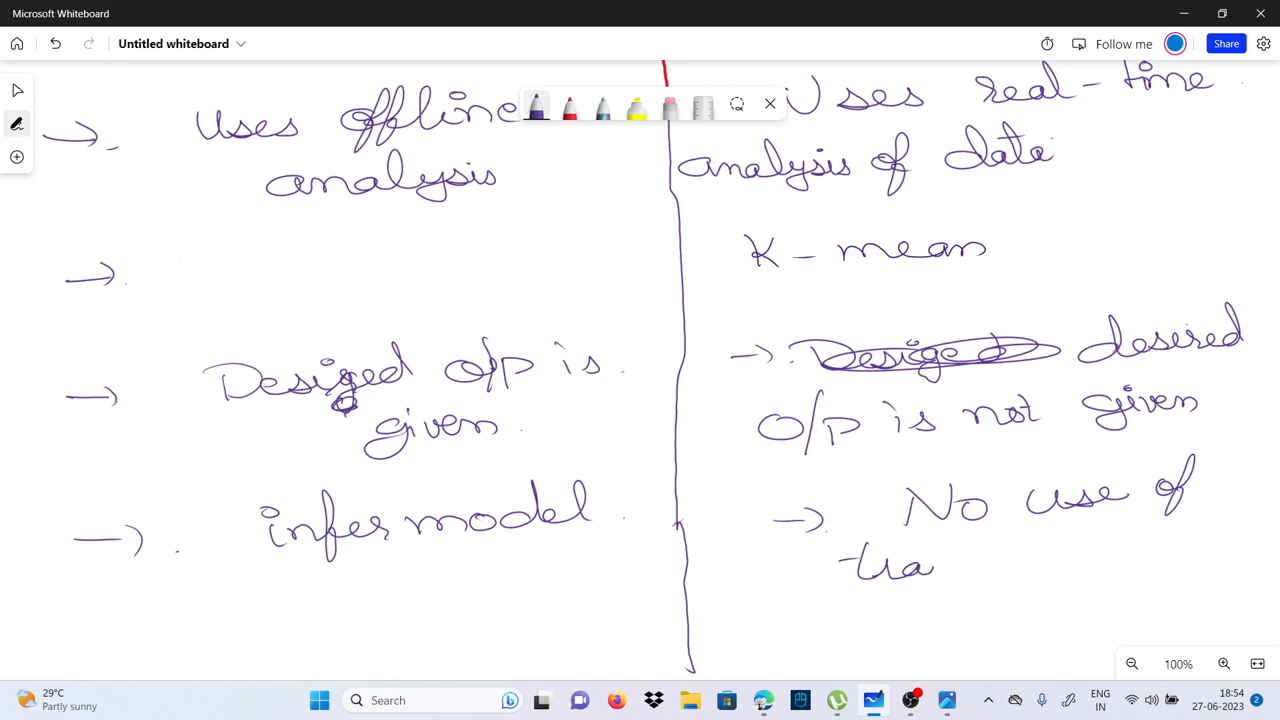 Microsoft Whiteboard
Untitled whiteboard
Follow me
Share
→ Uses offline
analysis
→
→ Desiged o/p is
given
→ infer model
Uses real-time
analysis of data
K - mean
→ desired
o/p is not given
→ No use of
tra
100%
29°C
Partly sunny
Search
ENG
IN
18:54
27-06-2023
2